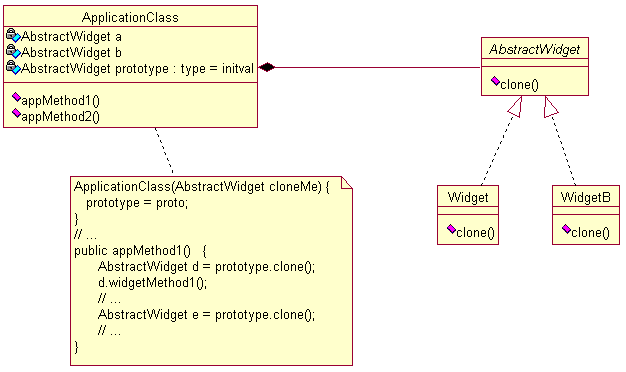 ApplicationClass
AbstractWidget a
AbstractWidget b
AbstractWidget prototype : type = initval
appMethod1()
appMethod2()
AbstractWidget
clone()
Widget
clone()
WidgetB
clone()
ApplicationClass(AbstractWidget cloneMe) {
prototype = proto;
}
// ...
public appMethod1() {
AbstractWidget d = prototype.clone();
d.widgetMethod1();
// ...
AbstractWidget e = prototype.clone();
// ...
}